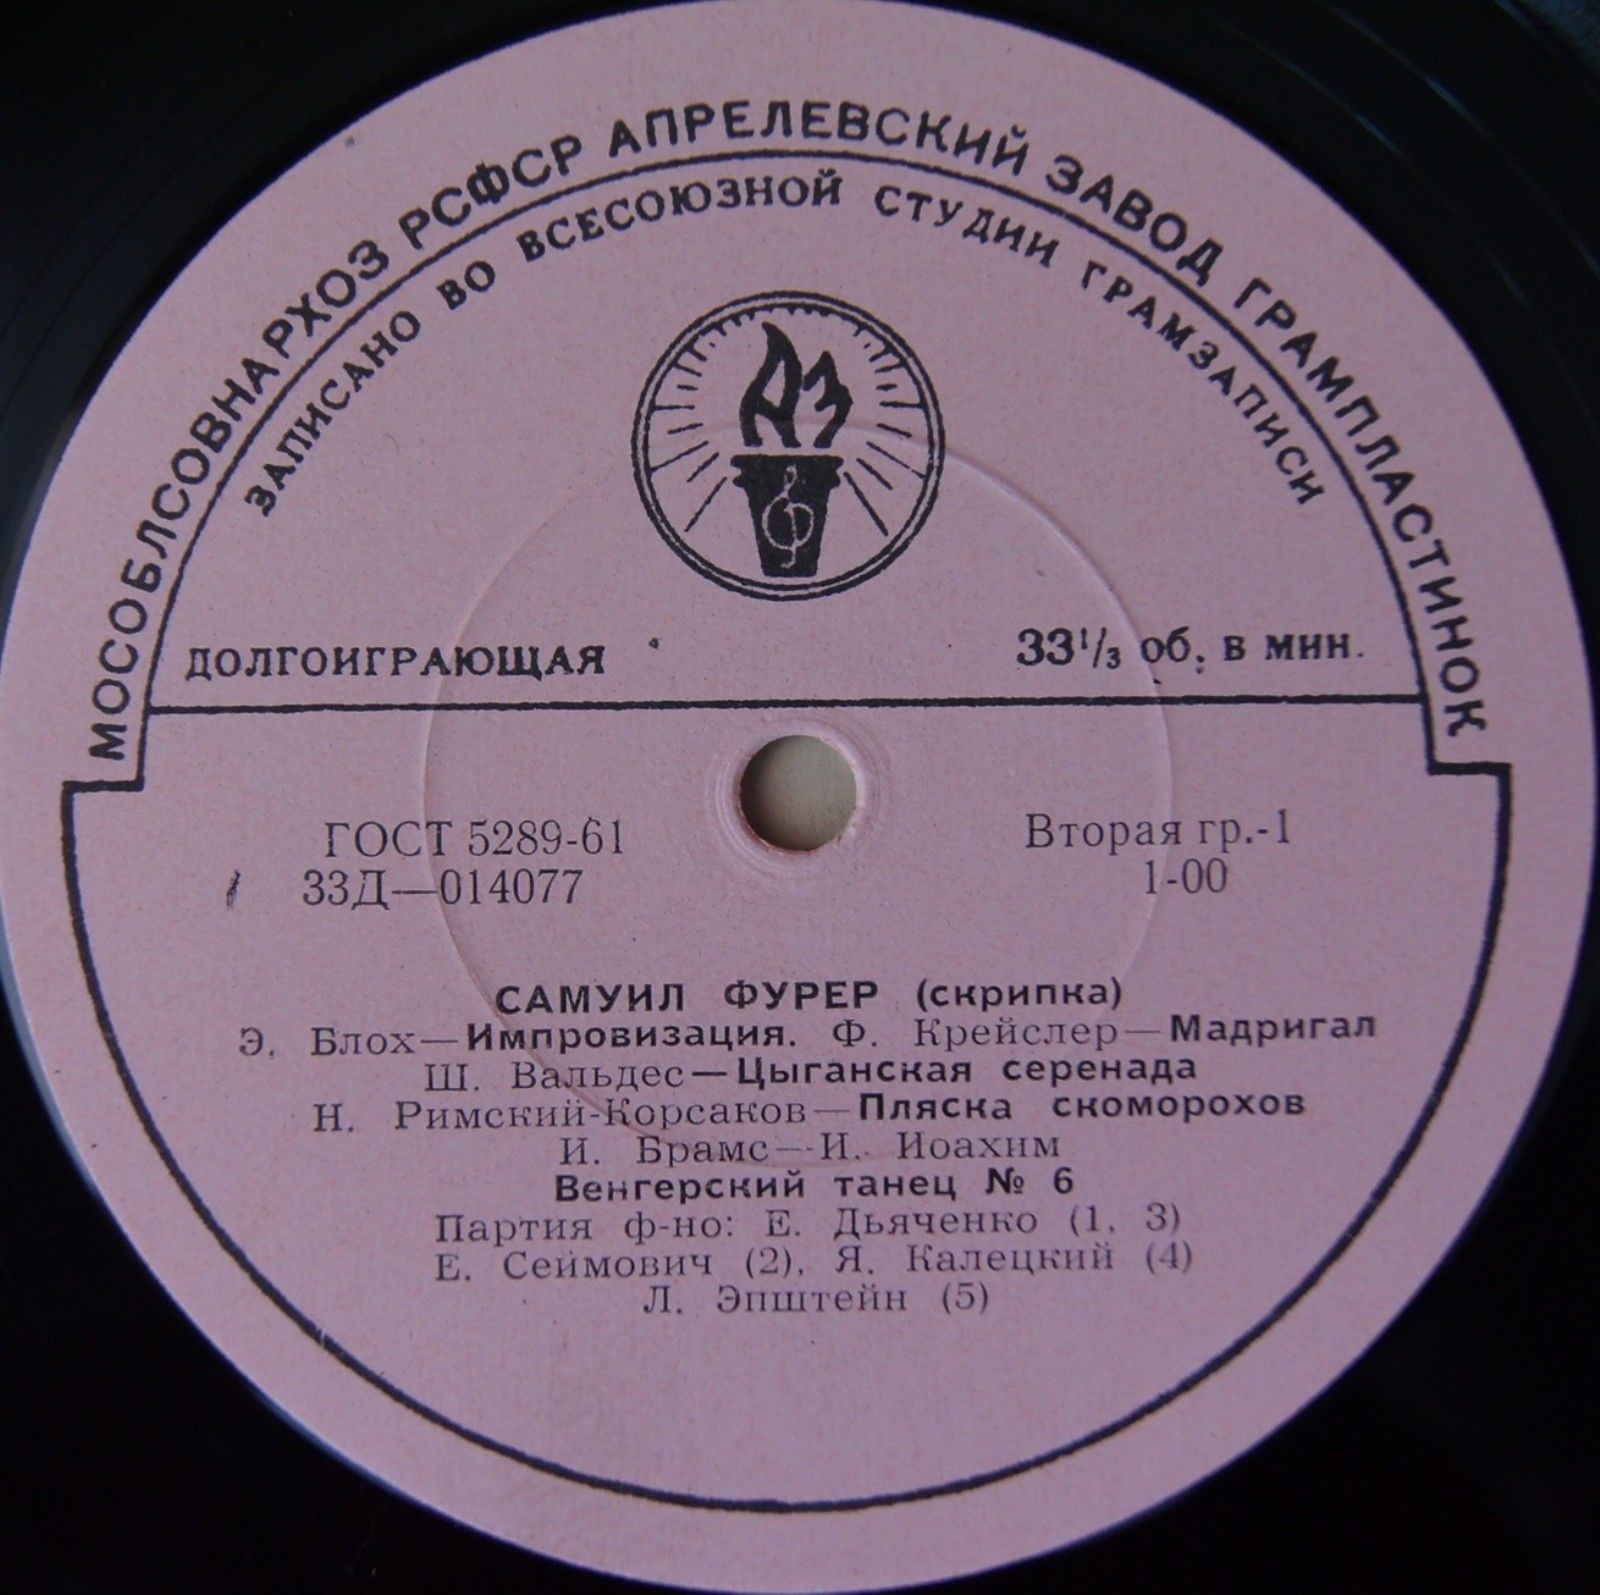 МОСОБЛСОВНАРХОЗ РСФСР АПРЕЛЕВСКИЙ ЗАВОД ГРАМПЛАСТИНОК
ЗАПИСАНО ВО ВСЕСОЮЗНОЙ СТУДИИ ГРАМЗАПИСИ
АЗ
ДОЛГОИГРАЮЩАЯ 33⅓ об. в мин.
ГОСТ 5289-61 Вторая гр.-1
33Д—014077 1-00
САМУИЛ ФУРЕР (скрипка)
Э. Блох—Импровизация. Ф. Крейслер—Мадригал
Ш. Вальдес—Цыганская серенада
Н. Римский-Корсаков—Пляска скоморохов
И. Брамс—И. Иоахим
Венгерский танец № 6
Партия ф-но: Е. Дьяченко (1, 3)
Е. Сеймович (2), Я. Калецкий (4)
Л. Эпштейн (5)